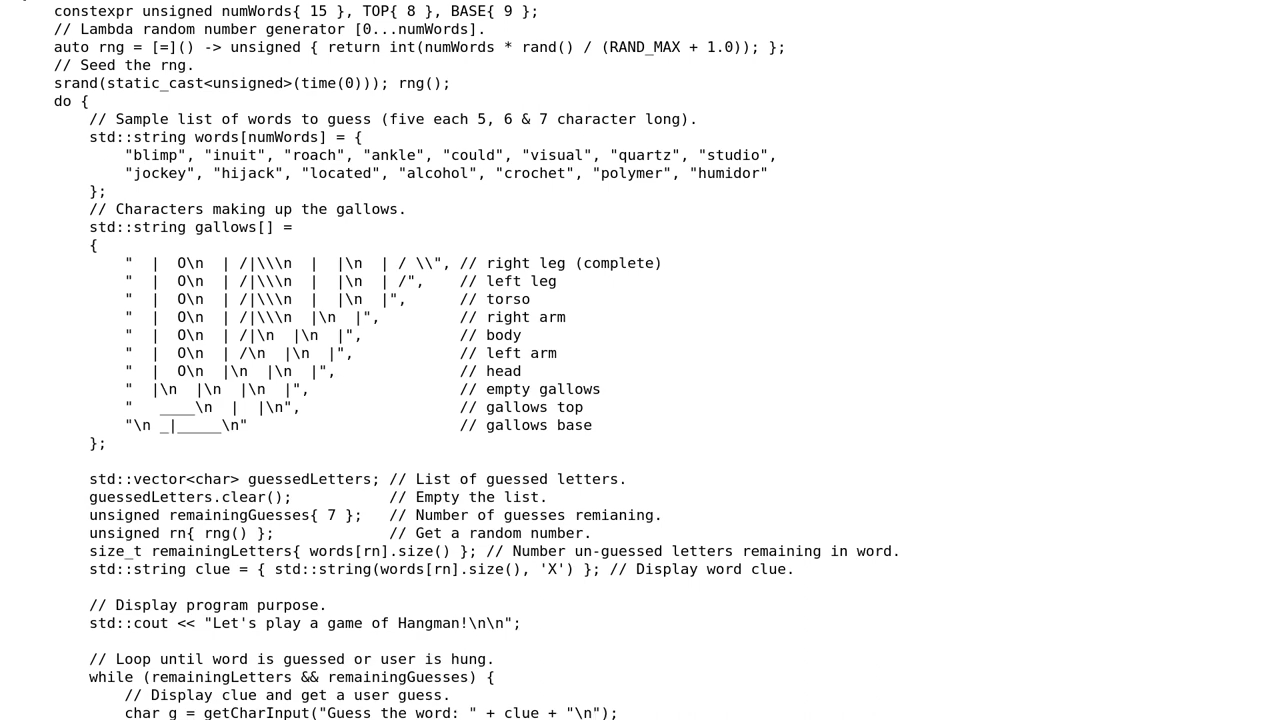 constexpr unsigned numWords{ 15 }, TOP{ 8 }, BASE{ 9 };
// Lambda random number generator [0...numWords].
auto rng = [=]() -> unsigned { return int(numWords * rand() / (RAND_MAX + 1.0)); };
// Seed the rng.
srand(static_cast<unsigned>(time(0))); rng();
do {
    // Sample list of words to guess (five each 5, 6 & 7 character long).
    std::string words[numWords] = {
        "blimp", "inuit", "roach", "ankle", "could", "visual", "quartz", "studio",
        "jockey", "hijack", "located", "alcohol", "crochet", "polymer", "humidor"
    };
    // Characters making up the gallows.
    std::string gallows[] =
    {
        "  |  O\n  | /|\\\n  |  |\n  | / \\", // right leg (complete)
        "  |  O\n  | /|\\\n  |  |\n  | /",    // left leg
        "  |  O\n  | /|\\\n  |  |\n  |",      // torso
        "  |  O\n  | /|\\\n  |\n  |",         // right arm
        "  |  O\n  | /|\n  |\n  |",           // body
        "  |  O\n  | /\n  |\n  |",            // left arm
        "  |  O\n  |\n  |\n  |",              // head
        "  |\n  |\n  |\n  |",                 // empty gallows
        "   ____\n  |  |\n",                  // gallows top
        "\n _|_____\n"                        // gallows base
    };
    std::vector<char> guessedLetters; // List of guessed letters.
    guessedLetters.clear();           // Empty the list.
    unsigned remainingGuesses{ 7 };   // Number of guesses remianing.
    unsigned rn{ rng() };             // Get a random number.
    size_t remainingLetters{ words[rn].size() }; // Number un-guessed letters remaining in word.
    std::string clue = { std::string(words[rn].size(), 'X') }; // Display word clue.
    // Display program purpose.
    std::cout << "Let's play a game of Hangman!\n\n";
    // Loop until word is guessed or user is hung.
    while (remainingLetters && remainingGuesses) {
        // Display clue and get a user guess.
        char g = getCharInput("Guess the word: " + clue + "\n");